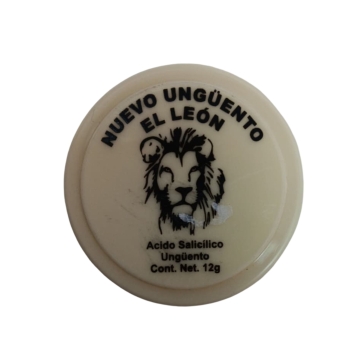 NUEVO UNGÜENTO
EL LEÓN
Acido Salicilico
Ungüento
Cont. Net. 12g